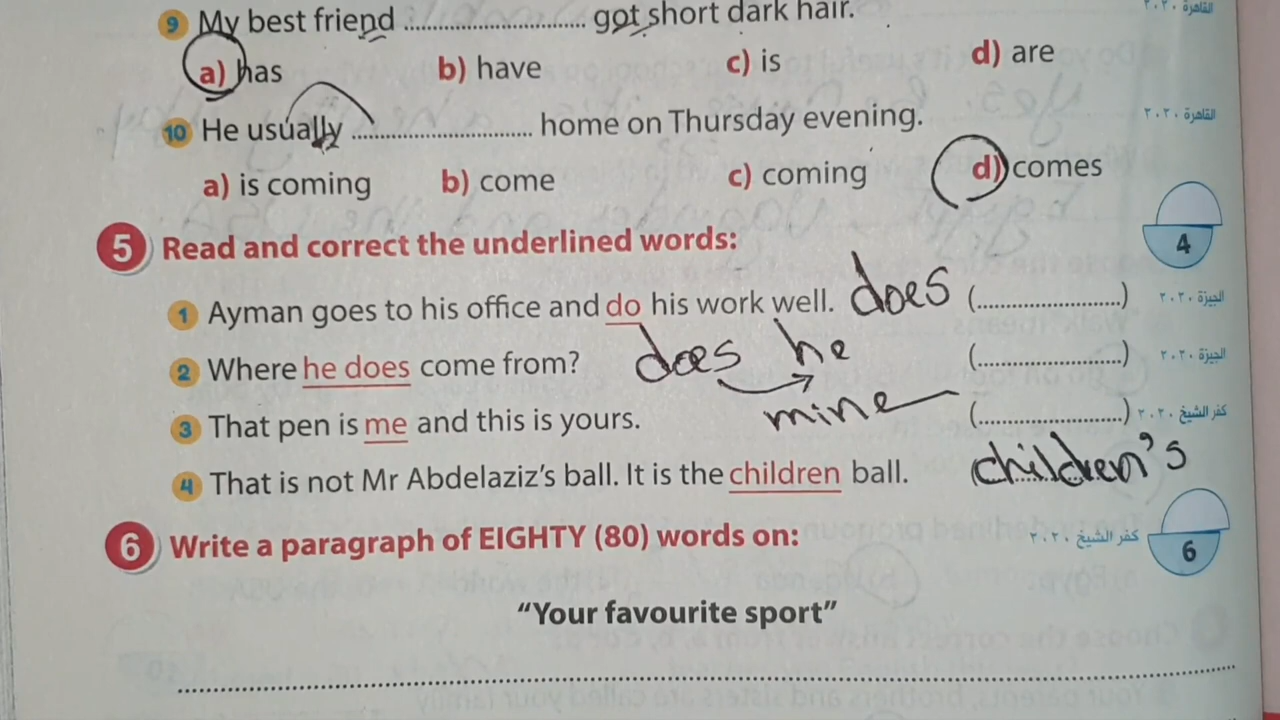 9 My best friend .............................. got short dark hair. القاهرة ٢٠٢٠
a) has b) have c) is d) are
10 He usually .............................. home on Thursday evening. القاهرة ٢٠٢٠
a) is coming b) come c) coming d) comes
4
5 Read and correct the underlined words:
1 Ayman goes to his office and do his work well. does (........................) الجيزة ٢٠٢٠
2 Where he does come from? does he (........................) الجيزة ٢٠٢٠
3 That pen is me and this is yours. mine (........................) كفر الشيخ ٢٠٢٠
4 That is not Mr Abdelaziz's ball. It is the children ball. children's
كفر الشيخ ٢٠٢٠
6
6 Write a paragraph of EIGHTY (80) words on:
"Your favourite sport"